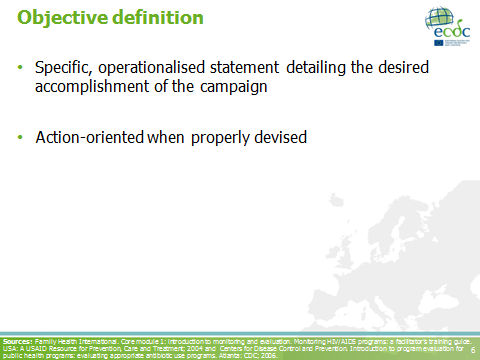 Objective definition
ecdc
• Specific, operationalised statement detailing the desired
accomplishment of the campaign
• Action-oriented when properly devised
Sources: Family Health International. Core module 1: Introduction to monitoring and evaluation. Monitoring HIV/AIDS programs: a facilitator's training guide.
USA: A USAID Resource for Prevention, Care and Treatment; 2004 and Centers for Disease Control and Prevention. Introduction to program evaluation for
public health programs: evaluating appropriate antibiotic use programs. Atlanta: CDC; 2006.
6